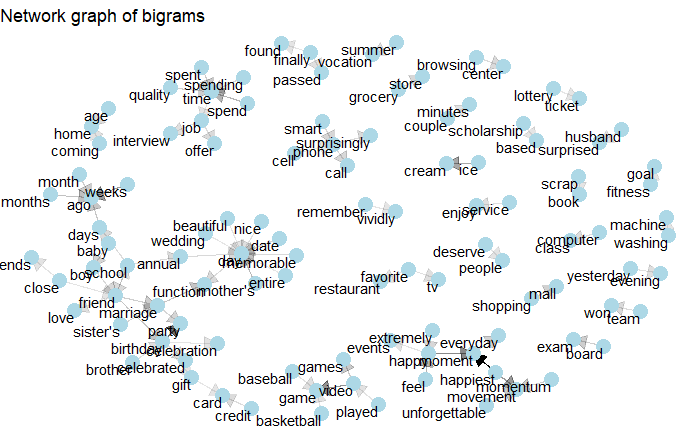 Network graph of bigrams
found
finally
vocation
summer
passed
browsing
center
spent
spending
quality
time
spend
store
grocery
lottery
ticket
age
home
coming
interview
job
offer
smart
surprisingly
phone
cell
call
minutes
couple
scholarship
based
husband
surprised
cream
ice
month
weeks
months
ago
goal
scrap
fitness
book
remember
vividly
enjoy
service
beautiful
nice
wedding
date
days
baby
day
memorable
machine
computer
class
washing
deserve
people
ends
boy
school
annual
close
friend
function
mother's
entire
favorite
restaurant
tv
yesterday
evening
shopping
mall
love
marriage
sister's
party
won
team
birthday
celebration
brother
celebrated
gift
card
credit
events
extremely
everyday
games
happy
moment
exam
board
baseball
video
game
feel
happiest
momentum
movement
basketball
played
unforgettable